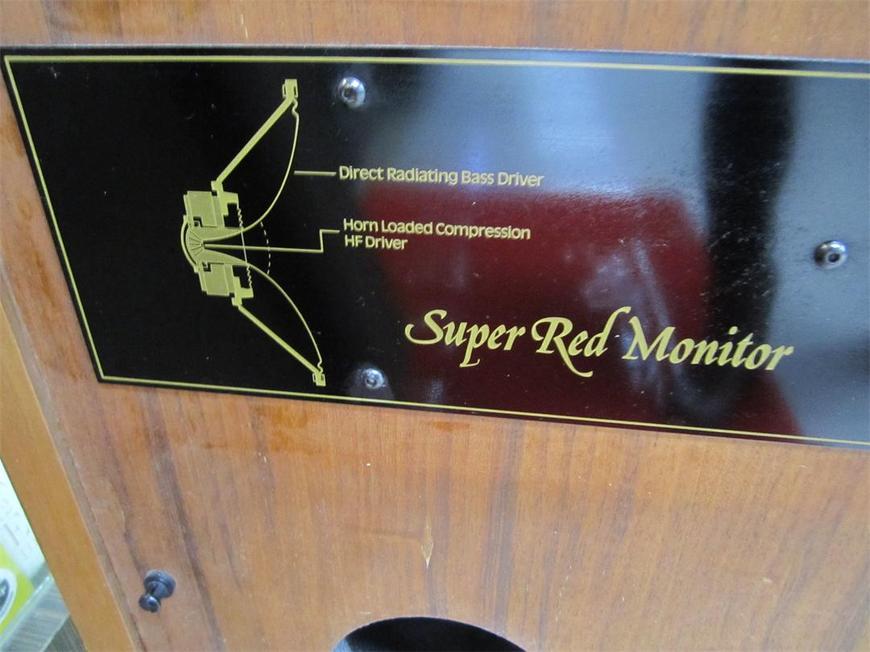 Direct Radiating Bass Driver
Horn Loaded Compression
HF Driver
Super Red Monitor